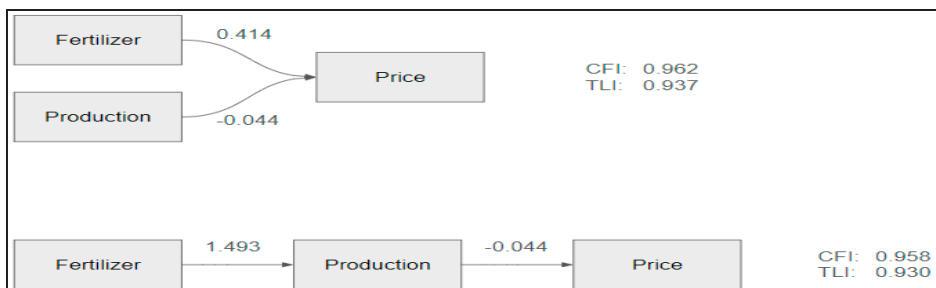 Fertilizer
0.414
Price
CFI: 0.962
TLI: 0.937
Production
-0.044
Fertilizer
1.493
Production
-0.044
Price
CFI: 0.958
TLI: 0.930